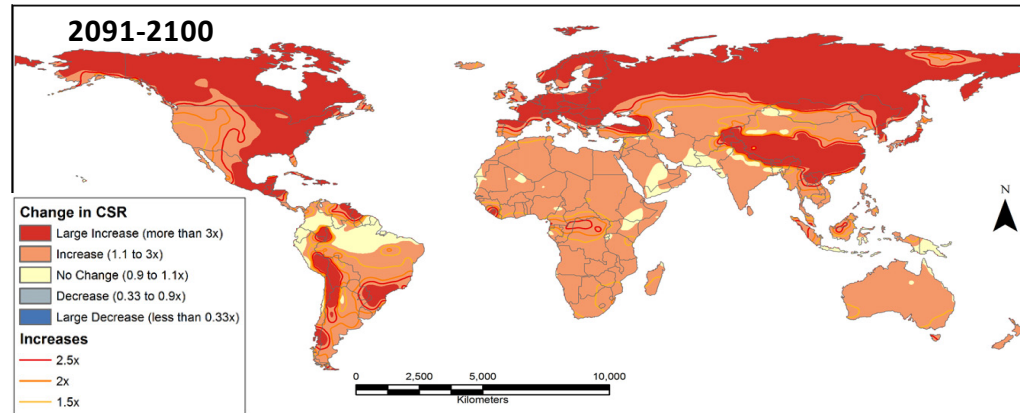 2091-2100
N
Change in CSR
Large Increase (more than 3x)
Increase (1.1 to 3x)
No Change (0.9 to 1.1x)
Decrease (0.33 to 0.9x)
Large Decrease (less than 0.33x)
Increases
2.5x
2x
1.5x
0 2,500 5,000 10,000
Kilometers